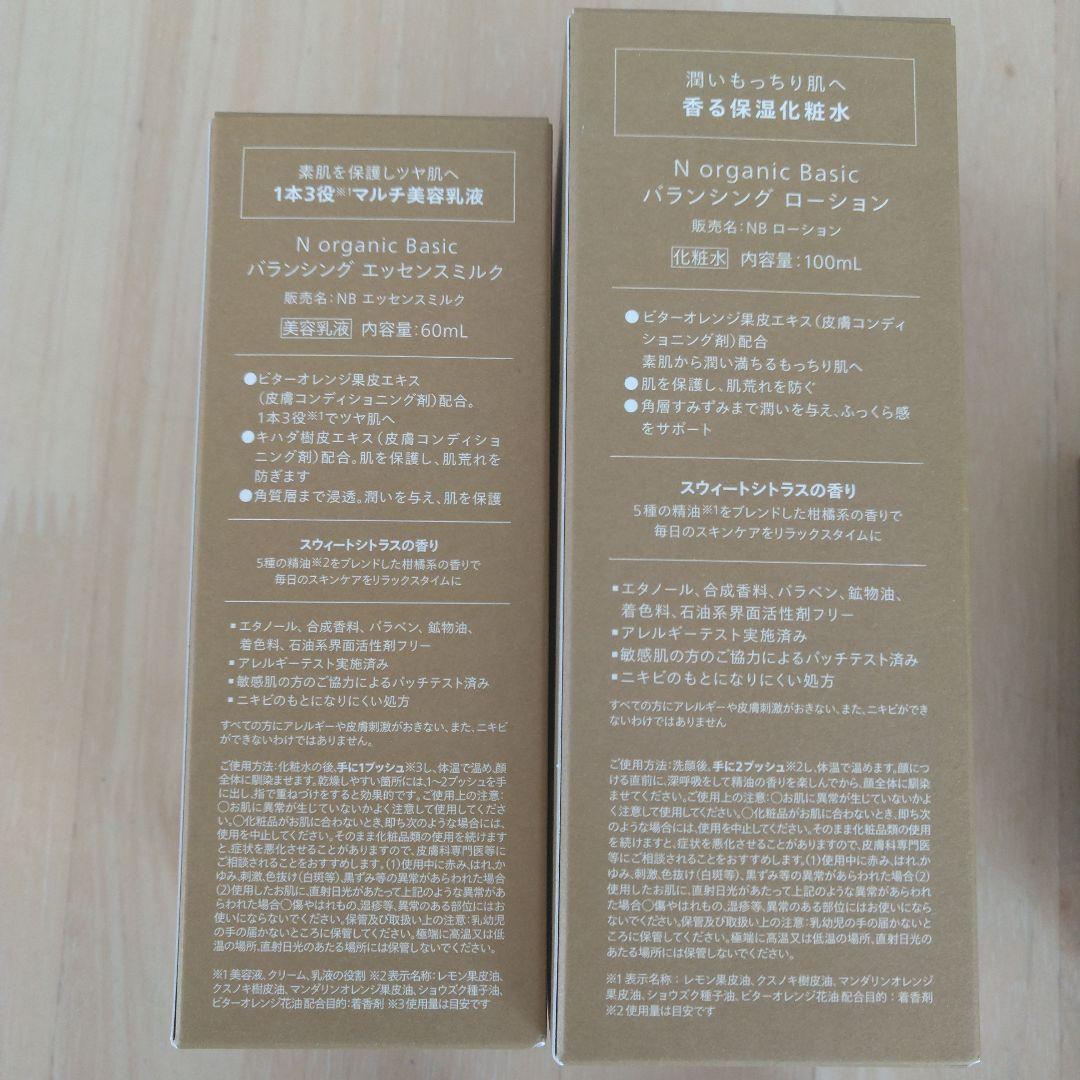 素肌を保護しツヤ肌へ
1本3役※1マルチ美容乳液
N organic Basic
バランシング エッセンスミルク
販売名：NB エッセンスミルク
美容乳液 内容量：60mL
●ビターオレンジ果皮エキス
（皮膚コンディショニング剤）配合。
1本3役※1でツヤ肌へ
●キハダ樹皮エキス（皮膚コンディショ
ニング剤）配合。肌を保護し、肌荒れを
防ぎます
●角質層まで浸透。潤いを与え、肌を保護
スウィートシトラスの香り
5種の精油※2をブレンドした柑橘系の香りで
毎日のスキンケアをリラックスタイムに
▪エタノール、合成香料、パラベン、鉱物油、
着色料、石油系界面活性剤フリー
▪アレルギーテスト実施済み
▪敏感肌の方のご協力によるパッチテスト済み
▪ニキビのもとになりにくい処方
すべての方にアレルギーや皮膚刺激がおきない、また、ニキビ
ができないわけではありません。
ご使用方法：化粧水の後、手に1プッシュ※3し、体温で温め、顔
全体に馴染ませます。乾燥しやすい箇所には、1〜2プッシュを手
に出し、指で重ねづけをすると効果的です。ご使用上の注意：
○お肌に異常が生じていないかよく注意して使用してくださ
い。○化粧品がお肌に合わないとき、即ち次のような場合には、
使用を中止してください。そのまま化粧品類の使用を続けます
と、症状を悪化させることがありますので、皮膚科専門医等に
ご相談されることをおすすめします。(1)使用中に赤み、はれ、か
ゆみ、刺激、色抜け(白斑等)、黒ずみ等の異常があらわれた場合
(2)使用したお肌に、直射日光があたって上記のような異常があ
らわれた場合○傷やはれもの、湿疹等、異常のある部位にはお
使いにならないでください。保管及び取扱い上の注意：乳幼児
の手の届かないところに保管してください。極端に高温又は低
温の場所、直射日光のあたる場所には保管しないでください。
※1 美容液、クリーム、乳液の役割 ※2 表示名称：レモン果皮油、
クスノキ樹皮油、マンダリンオレンジ果皮油、ショウズク種子油、
ビターオレンジ花油 配合目的：着香剤 ※3 使用量は目安です
潤いもっちり肌へ
香る保湿化粧水
N organic Basic
バランシング ローション
販売名：NB ローション
化粧水 内容量：100mL
●ビターオレンジ果皮エキス（皮膚コンディ
ショニング剤）配合
素肌から潤い満ちるもっちり肌へ
●肌を保護し、肌荒れを防ぐ
●角層すみずみまで潤いを与え、ふっくら感
をサポート
スウィートシトラスの香り
5種の精油※1をブレンドした柑橘系の香りで
毎日のスキンケアをリラックスタイムに
▪エタノール、合成香料、パラベン、鉱物油、
着色料、石油系界面活性剤フリー
▪アレルギーテスト実施済み
▪敏感肌の方のご協力によるパッチテスト済み
▪ニキビのもとになりにくい処方
すべての方にアレルギーや皮膚刺激がおきない、また、ニキビができ
ないわけではありません
ご使用方法：洗顔後、手に2プッシュ※2し、体温で温めます。顔につ
ける直前に、深呼吸をして精油の香りを楽しんでから、顔全体に馴染
ませてください。ご使用上の注意：○お肌に異常が生じていないかよ
く注意して使用してください。○化粧品がお肌に合わないとき、即ち次
のような場合には、使用を中止してください。そのまま化粧品類の使用
を続けますと、症状を悪化させることがありますので、皮膚科専門医
等にご相談されることをおすすめします。(1)使用中に赤み、はれ、か
ゆみ、刺激、色抜け(白斑等)、黒ずみ等の異常があらわれた場合(2)
使用したお肌に、直射日光があたって上記のような異常があらわれ
た場合○傷やはれもの、湿疹等、異常のある部位にはお使いになら
ないでください。保管及び取扱い上の注意：乳幼児の手の届かないと
ころに保管してください。極端に高温又は低温の場所、直射日光のあ
たる場所には保管しないでください。
※1 表示名称： レモン果皮油、クスノキ樹皮油、マンダリンオレンジ
果皮油、ショウズク種子油、ビターオレンジ花油 配合目的：着香剤
※2 使用量は目安です